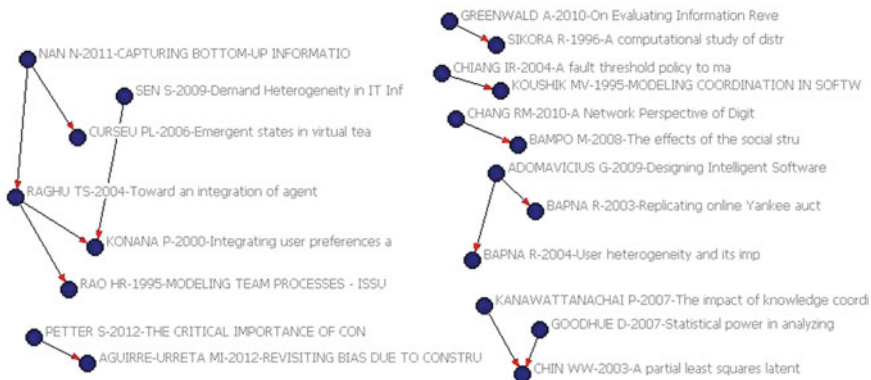 NAN N-2011-CAPTURING BOTTOM-UP INFORMATIO
SEN S-2009-Demand Heterogeneity in IT Inf
CURSEU PL-2006-Emergent states in virtual tea
RAGHU TS-2004-Toward an integration of agent
KONANA P-2000-Integrating user preferences a
RAO HR-1995-MODELING TEAM PROCESSES - ISSU
PETTER S-2012-THE CRITICAL IMPORTANCE OF CON
AGUIRRE-URRETA MI-2012-REVISITING BIAS DUE TO CONSTRU
GREENWALD A-2010-On Evaluating Information Reve
SIKORA R-1996-A computational study of distr
CHIANG IR-2004-A fault threshold policy to ma
KOUSHIK MV-1995-MODELING COORDINATION IN SOFTW
CHANG RM-2010-A Network Perspective of Digit
BAMPO M-2008-The effects of the social stru
ADOMAVICIUS G-2009-Designing Intelligent Software
BAPNA R-2003-Replicating online Yankee auct
BAPNA R-2004-User heterogeneity and its imp
KANAWATTANACHAI P-2007-The impact of knowledge coordi
GOODHUE D-2007-Statistical power in analyzing
CHIN WW-2003-A partial least squares latent